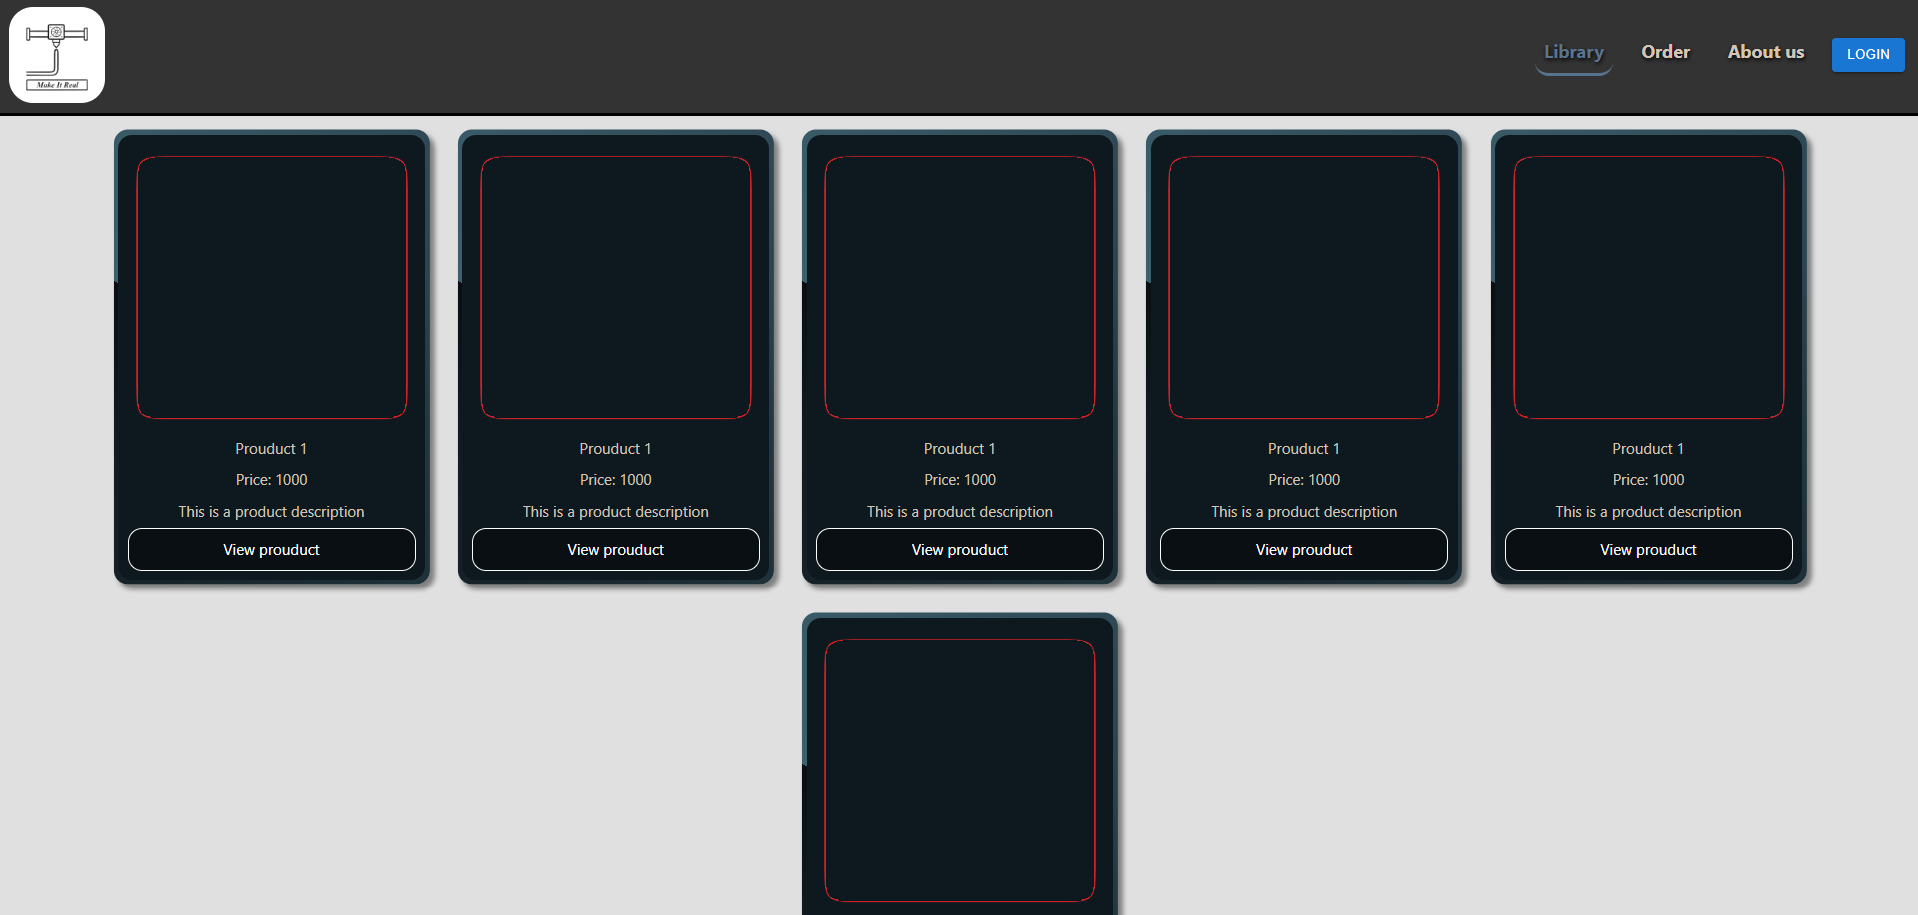 Make It Real
Library Order About us LOGIN
Prouduct 1 Prouduct 1 Prouduct 1 Prouduct 1 Prouduct 1
Price: 1000 Price: 1000 Price: 1000 Price: 1000 Price: 1000
This is a product description This is a product description This is a product description This is a product description This is a product description
View prouduct View prouduct View prouduct View prouduct View prouduct